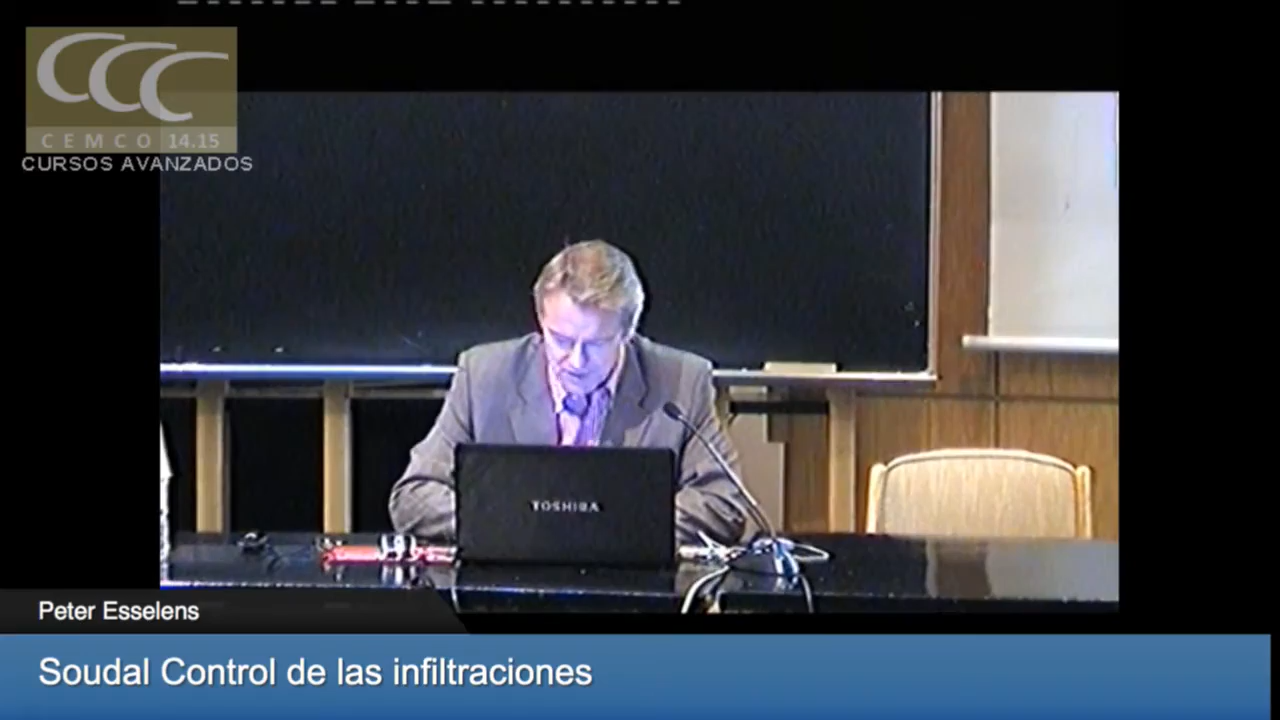 CCC
CEMCO 14.15
CURSOS AVANZADOS
TOSHIBA
Peter Esselens
Soudal Control de las infiltraciones